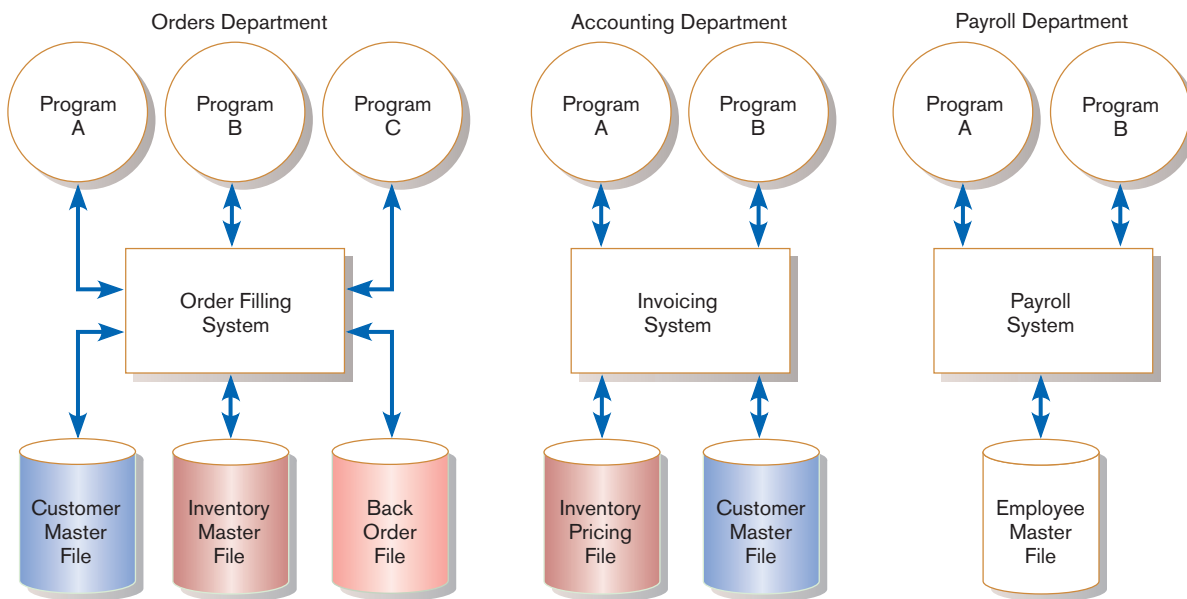 Orders Department
Accounting Department
Payroll Department
Program
A
Program
B
Program
C
Program
A
Program
B
Program
A
Program
B
Order Filling
System
Invoicing
System
Payroll
System
Customer
Master
File
Inventory
Master
File
Back
Order
File
Inventory
Pricing
File
Customer
Master
File
Employee
Master
File